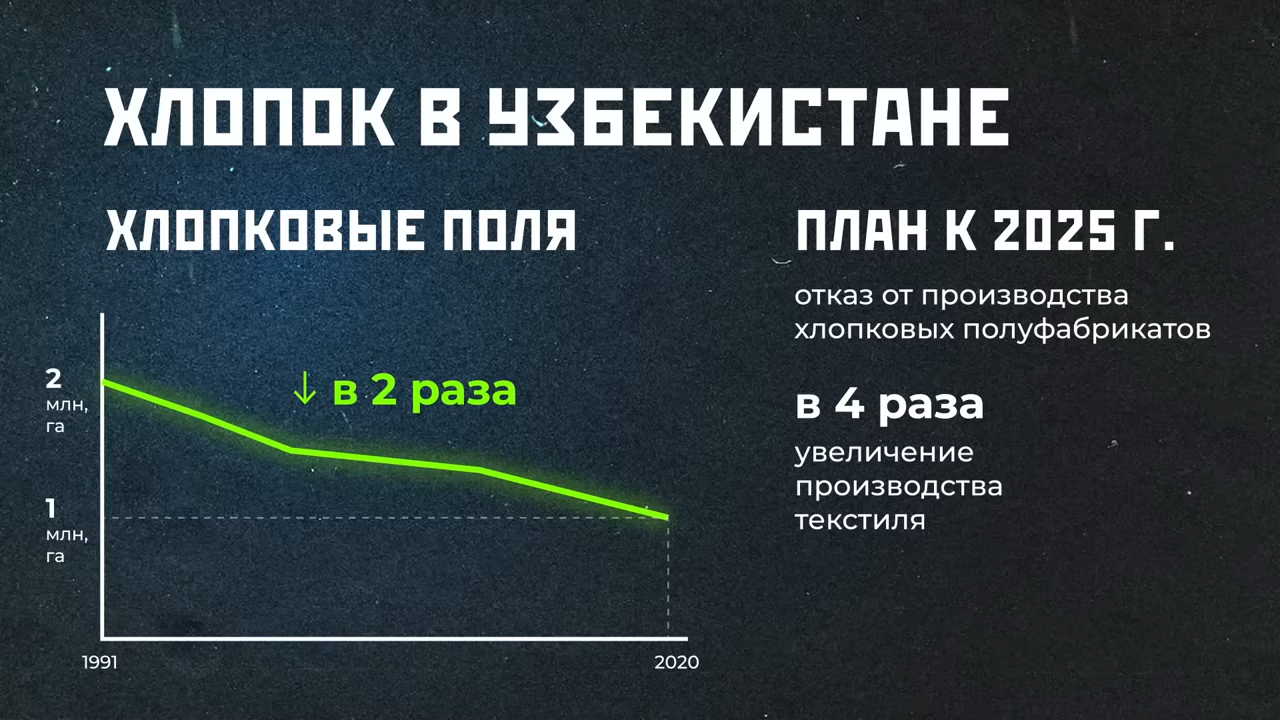 ХЛОПОК В УЗБЕКИСТАНЕ
ХЛОПКОВЫЕ ПОЛЯ
2
млн,
га
↓ в 2 раза
1
млн,
га
1991
2020
ПЛАН К 2025 Г.
отказ от производства
хлопковых полуфабрикатов
в 4 раза
увеличение
производства
текстиля